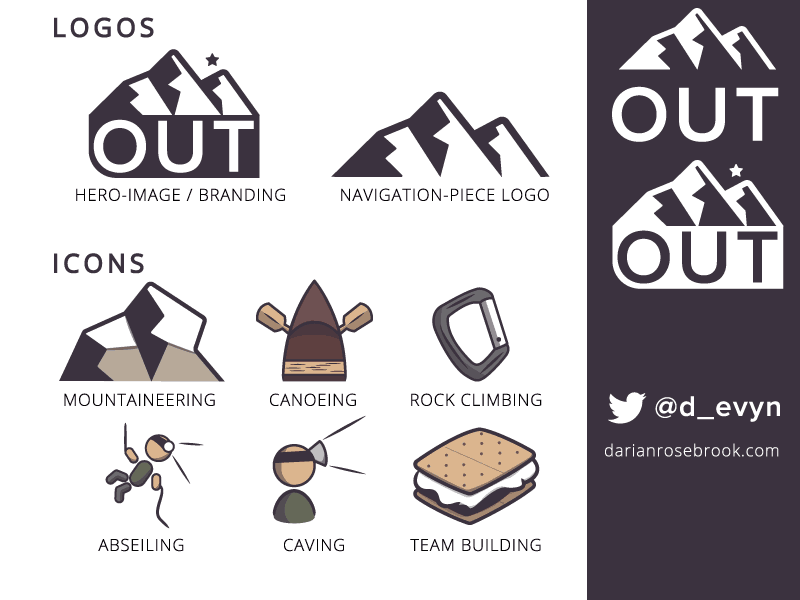 LOGOS
OUT
HERO-IMAGE / BRANDING
NAVIGATION-PIECE LOGO
ICONS
MOUNTAINEERING
CANOEING
ROCK CLIMBING
ABSEILING
CAVING
TEAM BUILDING
OUT
OUT
@d_evyn
darianrosebrook.com